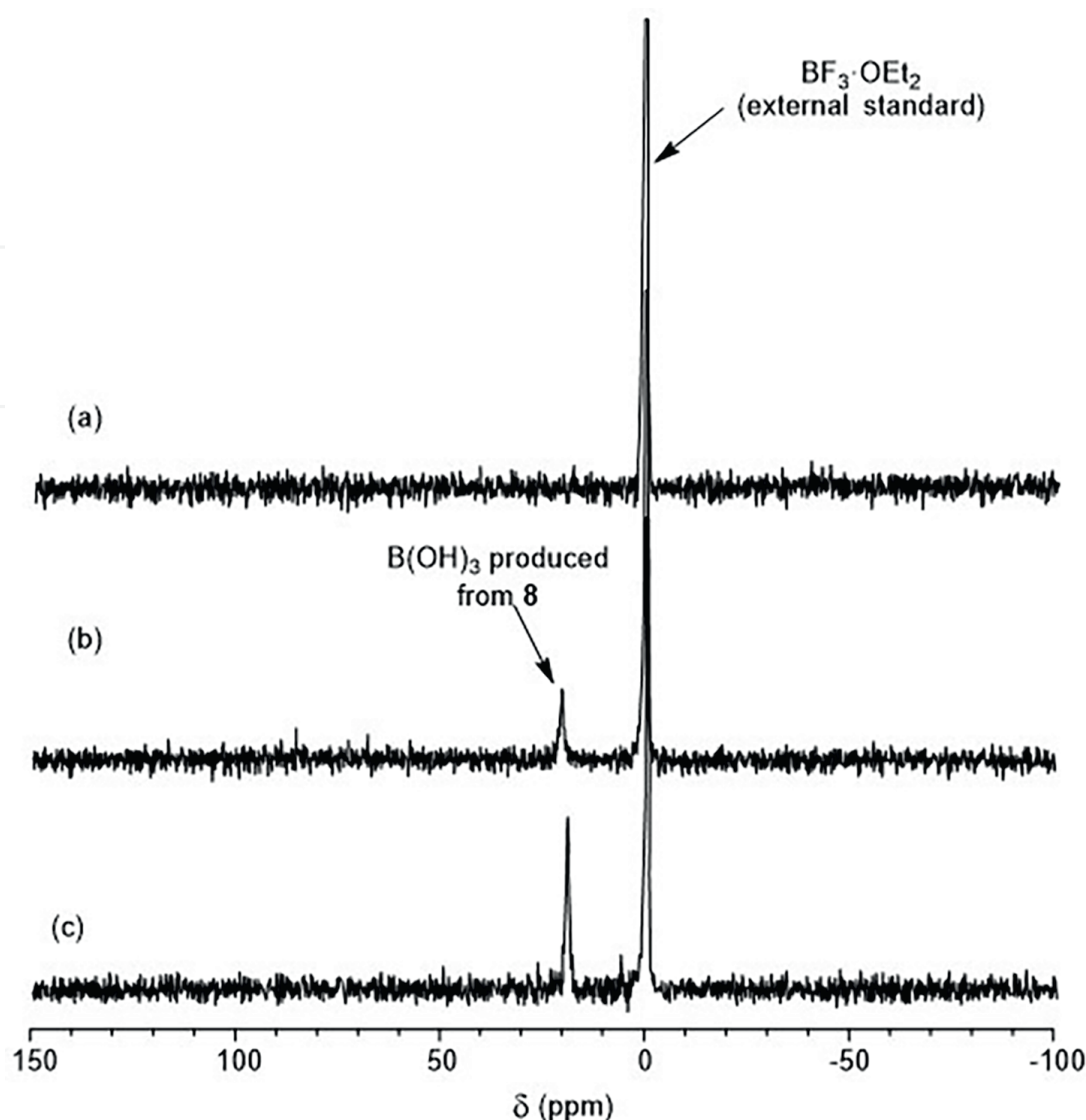 BF₃·OEt₂
(external standard)
(a)
B(OH)₃ produced
from 8
(b)
(c)
150 100 50 0 -50 -100
δ (ppm)